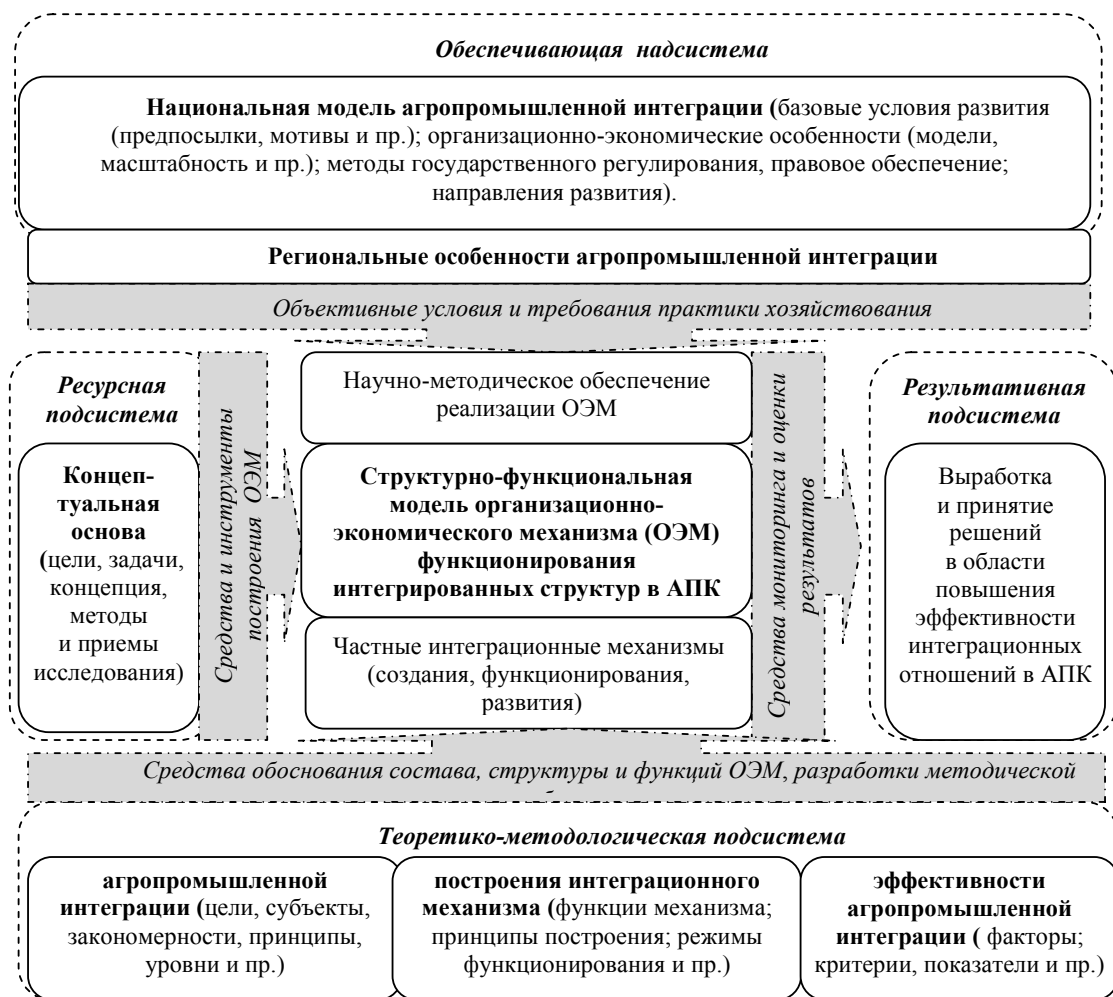 Обеспечивающая надсистема
Национальная модель агропромышленной интеграции (базовые условия развития
(предпосылки, мотивы и пр.); организационно-экономические особенности (модели,
масштабность и пр.); методы государственного регулирования, правовое обеспечение;
направления развития).
Региональные особенности агропромышленной интеграции
Объективные условия и требования практики хозяйствования
Ресурсная
подсистема
Концеп-
туальная
основа
(цели, задачи,
концепция,
методы
и приемы
исследования)
Средства и инструменты
построения ОЭМ
Научно-методическое обеспечение
реализации ОЭМ
Структурно-функциональная
модель организационно-
экономического механизма (ОЭМ)
функционирования
интегрированных структур в АПК
Частные интеграционные механизмы
(создания, функционирования,
развития)
Средства мониторинга и оценки
результатов
Результативная
подсистема
Выработка
и принятие
решений
в области
повышения
эффективности
интеграционных
отношений в АПК
Средства обоснования состава, структуры и функций ОЭМ, разработки методической
Теоретико-методологическая подсистема
агропромышленной
интеграции (цели, субъекты,
закономерности, принципы,
уровни и пр.)
построения интеграционного
механизма (функции механизма;
принципы построения; режимы
функционирования и пр.)
эффективности
агропромышленной
интеграции ( факторы;
критерии, показатели и пр.)